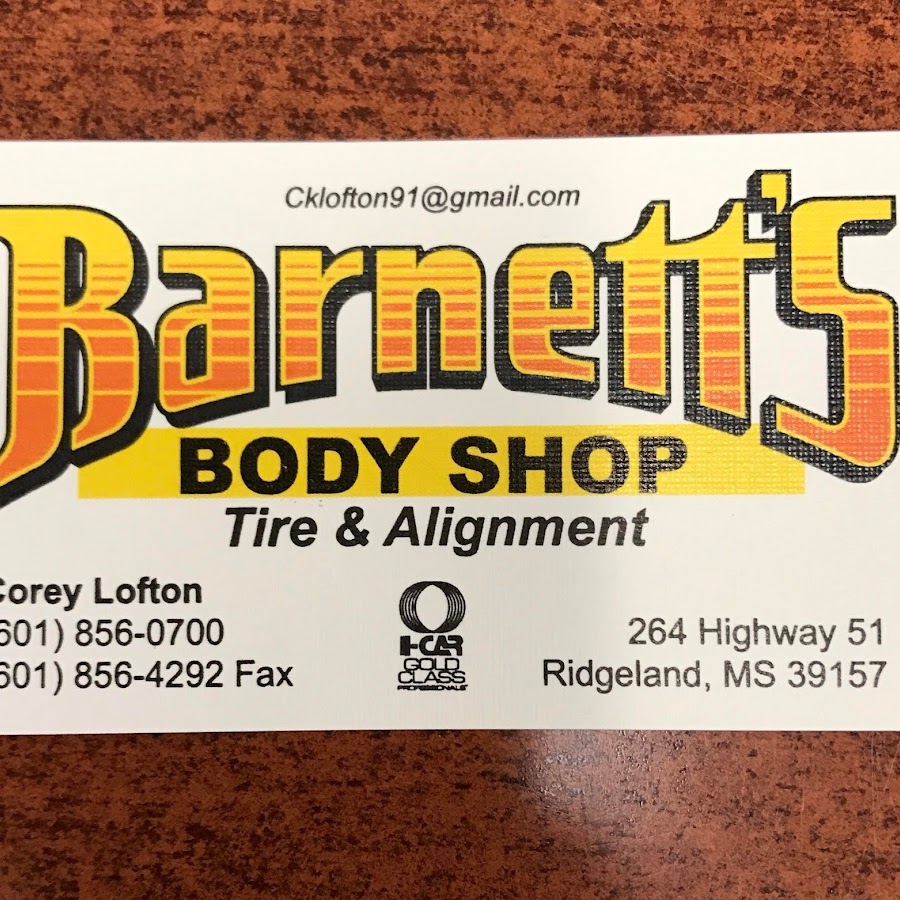 Cklofton91@gmail.com
Barnett's
BODY SHOP
Tire & Alignment
Corey Lofton
(601) 856-0700
(601) 856-4292 Fax
I-CAR
GOLD
CLASS
PROFESSIONALS
264 Highway 51
Ridgeland, MS 39157